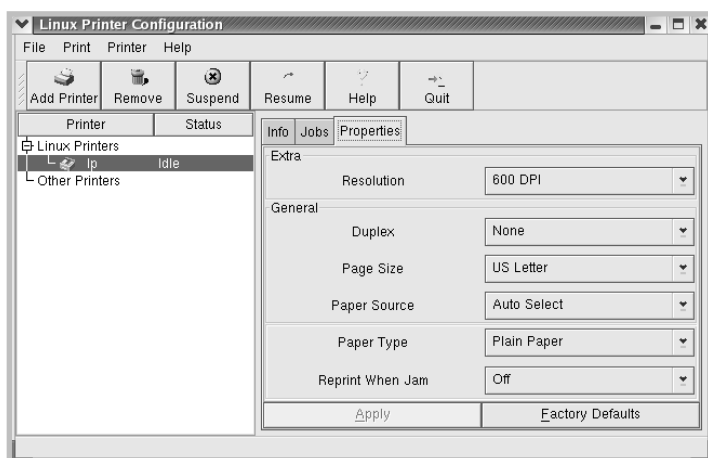 Linux Printer Configuration
File Print Printer Help
Add Printer Remove Suspend Resume Help Quit
Printer Status
Linux Printers
lp Idle
Other Printers
Info Jobs Properties
Extra
Resolution 600 DPI
General
Duplex None
Page Size US Letter
Paper Source Auto Select
Paper Type Plain Paper
Reprint When Jam Off
Apply Factory Defaults